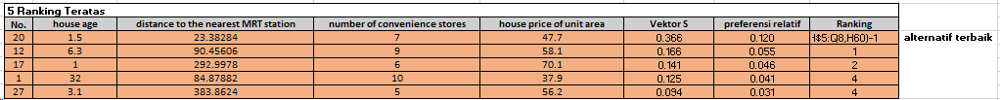 5 Ranking Teratas
No. house age distance to the nearest MRT station number of convenience stores house price of unit area Vektor S preferensi relatif Ranking
20 1.5 23.38284 7 47.7 0.366 0.120 I$5:Q8,H60)-1 alternatif terbaik
12 6.3 90.45606 9 58.1 0.166 0.055 1
17 1 292.9978 6 70.1 0.141 0.046 2
1 32 84.87882 10 37.9 0.125 0.041 4
27 3.1 383.8624 5 56.2 0.094 0.031 4